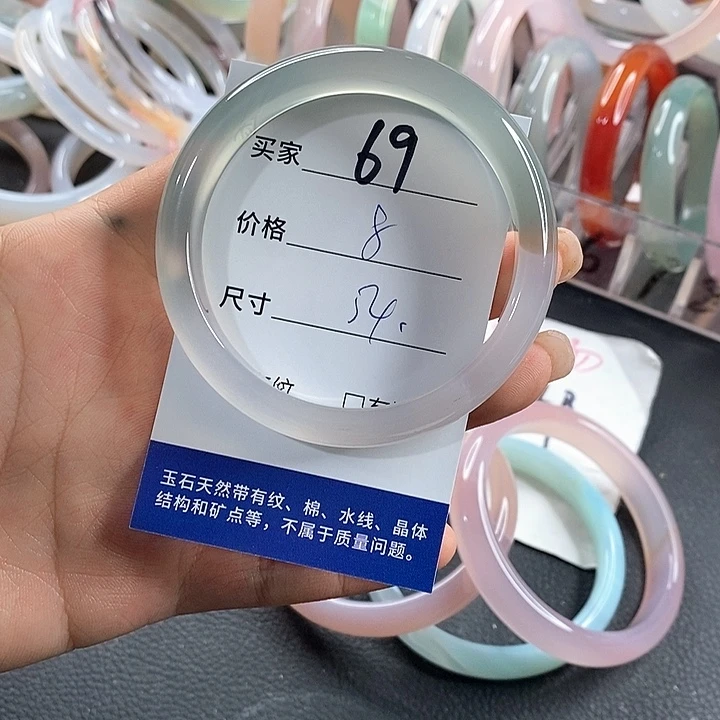 买家 69
价格 8
尺寸 54.
玉石天然带有纹、棉、水线、晶体
结构和矿点等，不属于质量问题。